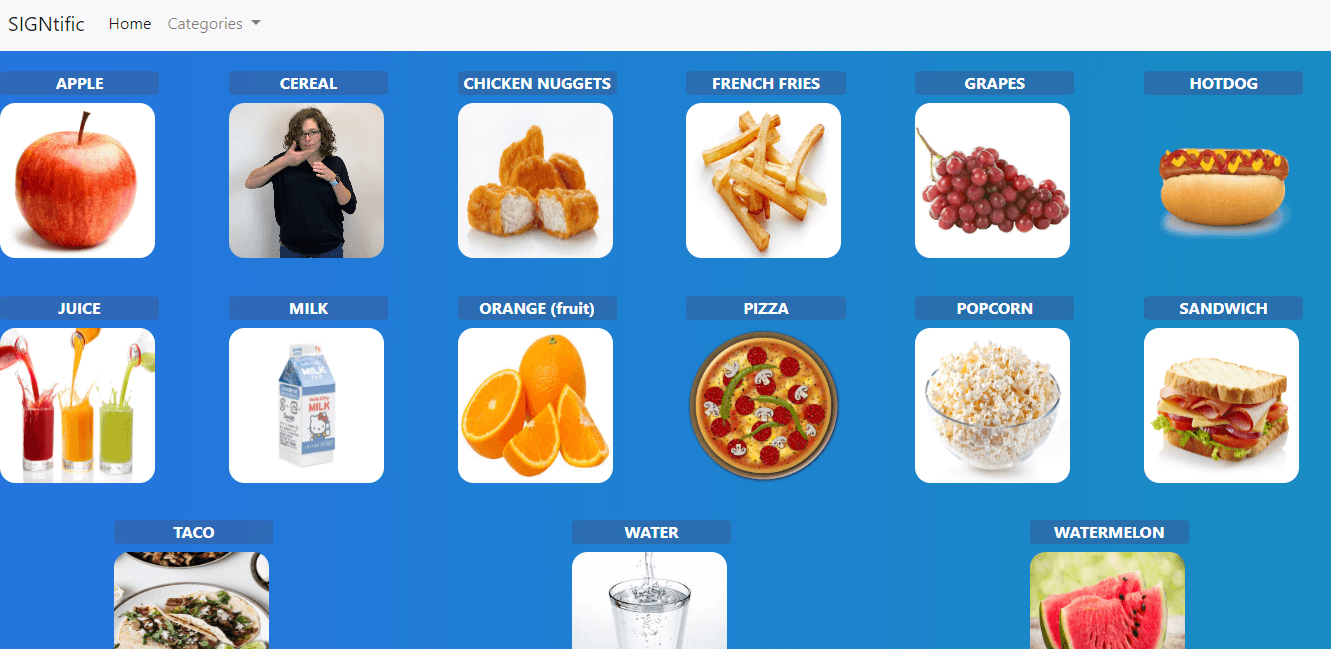 SIGNtific Home Categories
APPLE CEREAL CHICKEN NUGGETS FRENCH FRIES GRAPES HOTDOG
JUICE MILK ORANGE (fruit) PIZZA POPCORN SANDWICH
MILK
TACO WATER WATERMELON